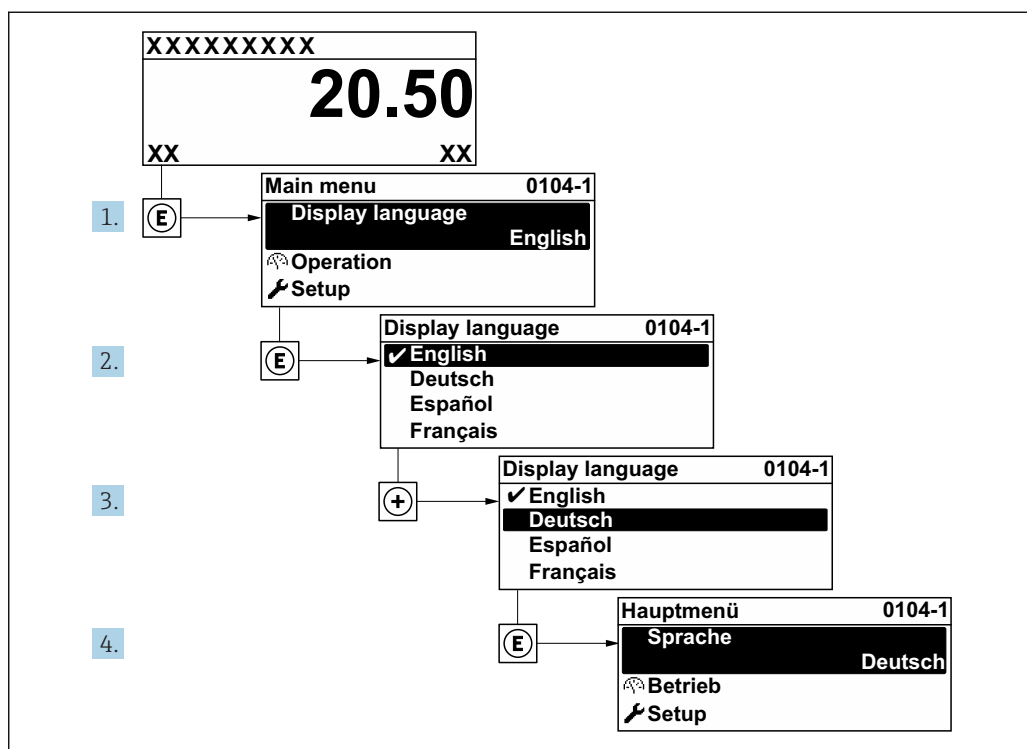 XXXXXXXXX
20.50
XX XX
1.
E
Main menu 0104-1
Display language
English
Operation
Setup
2.
E
Display language 0104-1
✔ English
Deutsch
Español
Français
3.
+
Display language 0104-1
✔ English
Deutsch
Español
Français
4.
E
Hauptmenü 0104-1
Sprache
Deutsch
Betrieb
Setup